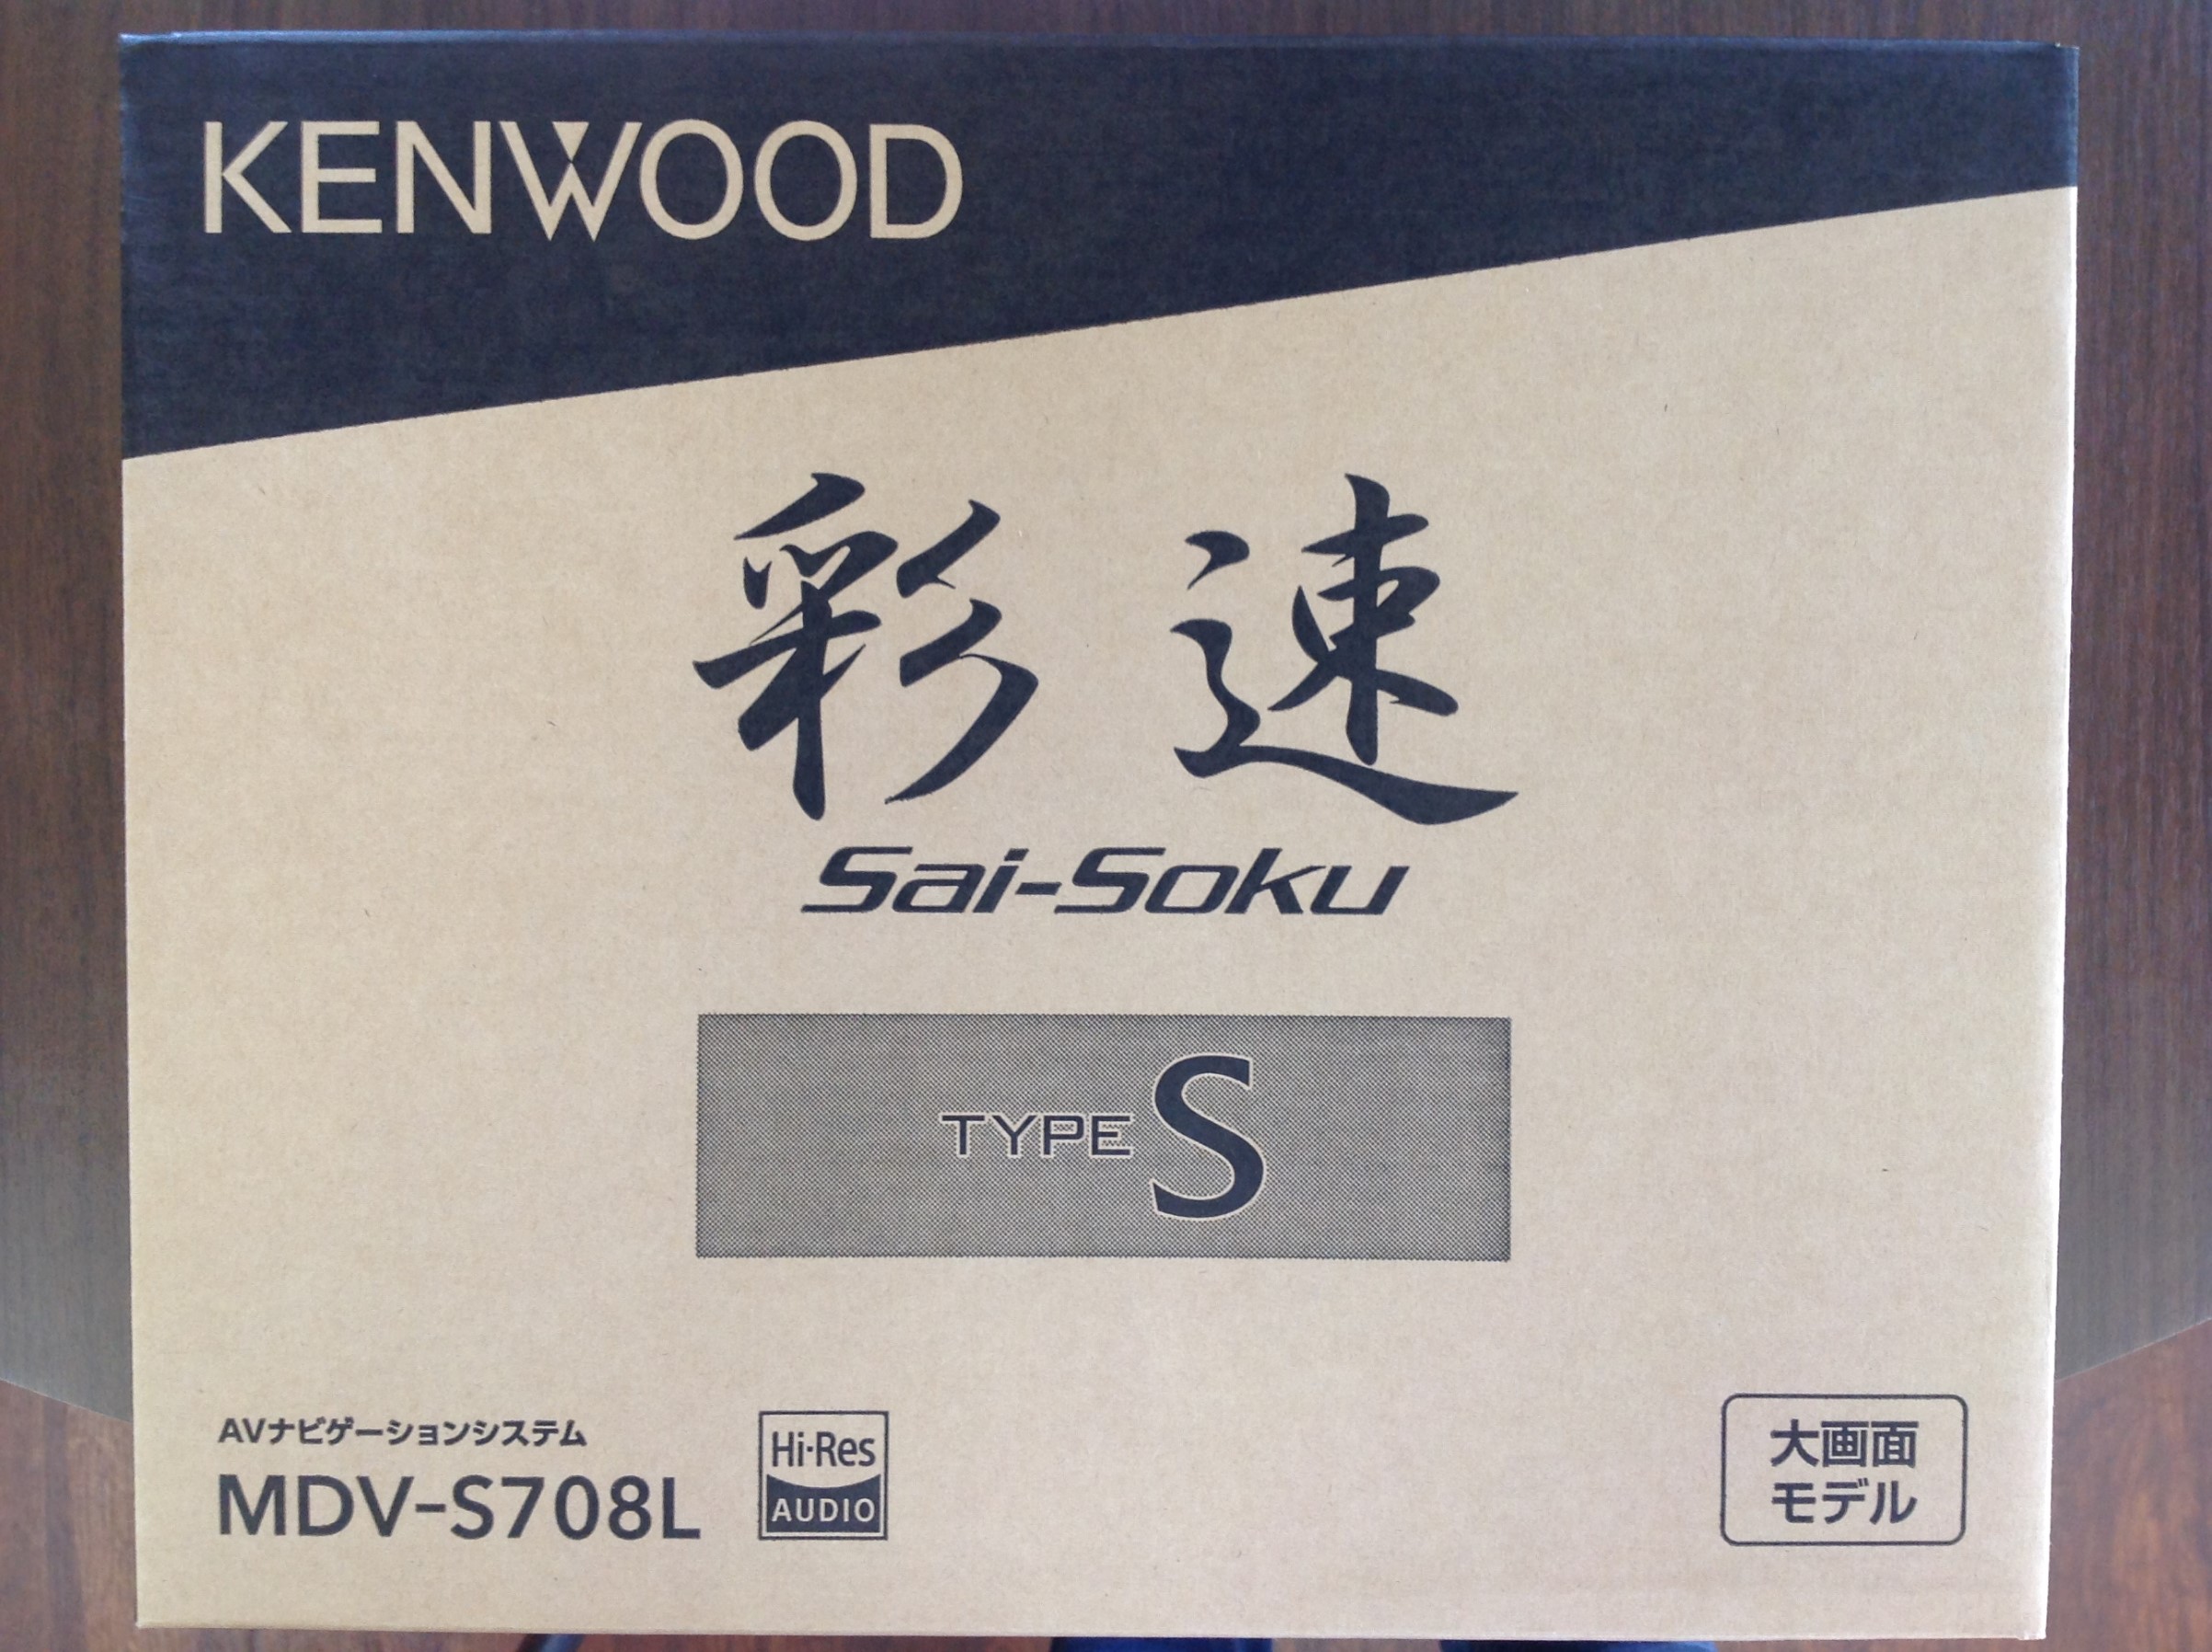 KENWOOD
彩速
Sai-Soku
TYPE S
AVナビゲーションシステム
MDV-S708L
Hi-Res
AUDIO
大画面
モデル